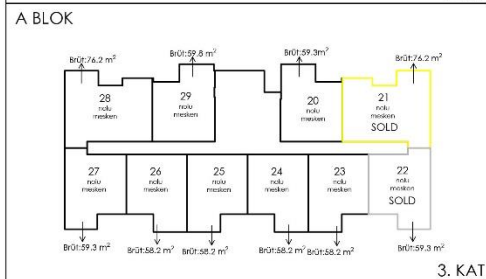 A BLOK
Brüt:76.2 m²
Brüt:59.8 m²
Brüt:59.3m²
Brüt:76.2 m²
28
nolu
mesken
29
nolu
mesken
20
nolu
mesken
21
nolu
mesken
SOLD
27
nolu
mesken
26
nolu
mesken
25
nolu
mesken
24
nolu
mesken
23
nolu
mesken
22
nolu
mesken
SOLD
Brüt:59.3 m²
Brüt:58.2 m²
Brüt:58.2 m²
Brüt:58.2 m²
Brüt:58.2 m²
Brüt:59.3 m²
3. KAT